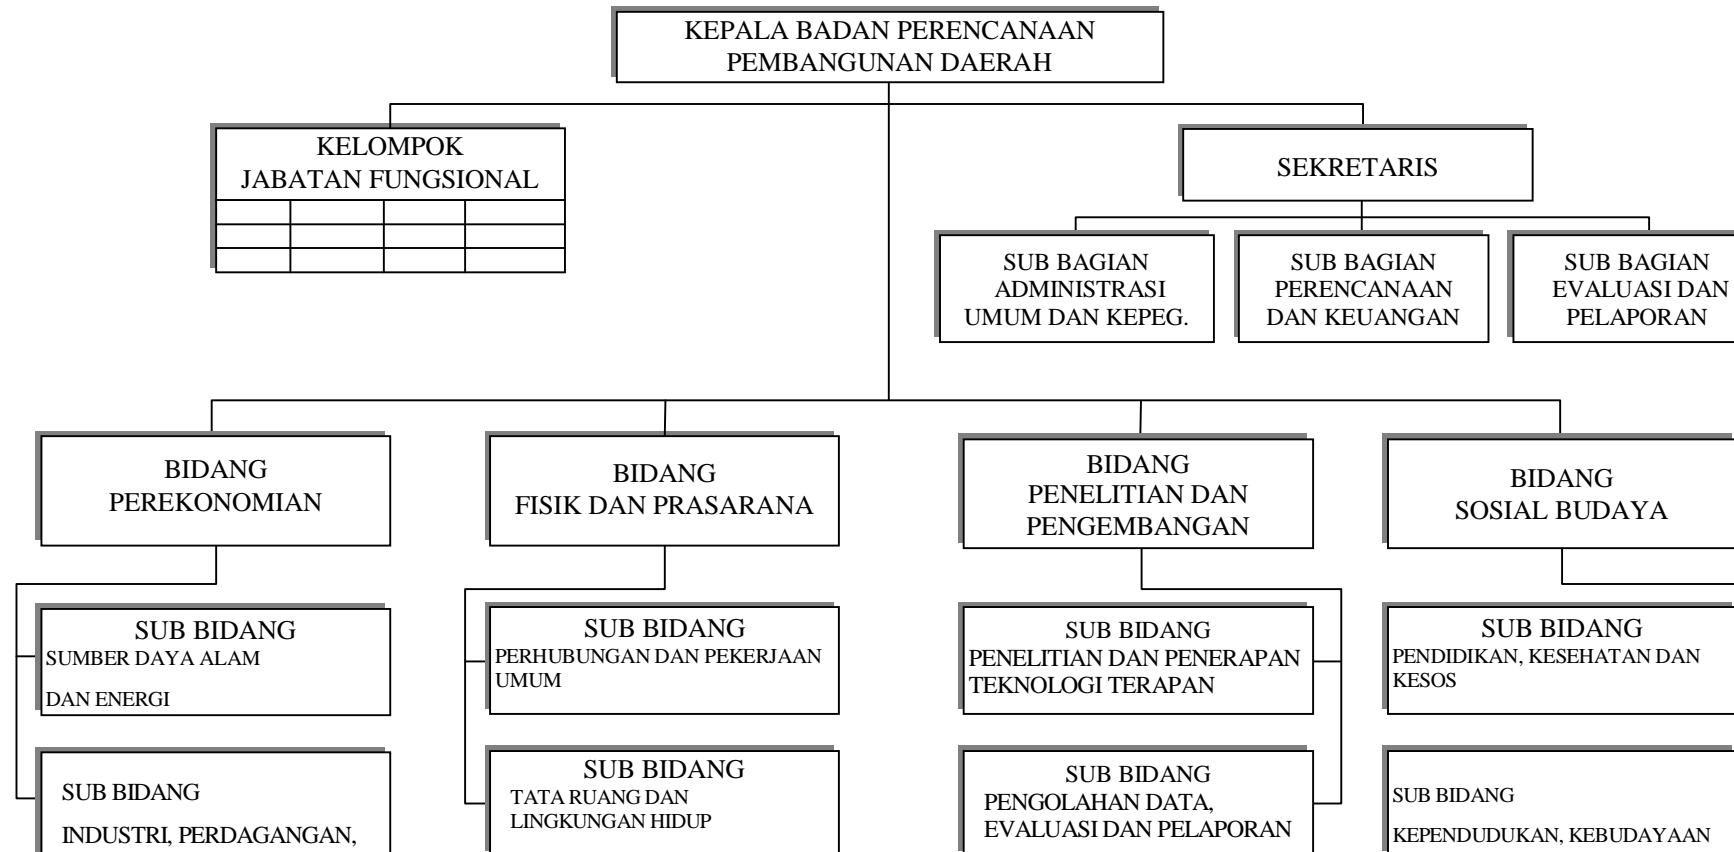 KEPALA BADAN PERENCANAAN
PEMBANGUNAN DAERAH
KELOMPOK
JABATAN FUNGSIONAL
SEKRETARIS
SUB BAGIAN
ADMINISTRASI
UMUM DAN KEPEG.
SUB BAGIAN
PERENCANAAN
DAN KEUANGAN
SUB BAGIAN
EVALUASI DAN
PELAPORAN
BIDANG
PEREKONOMIAN
BIDANG
FISIK DAN PRASARANA
BIDANG
PENELITIAN DAN
PENGEMBANGAN
BIDANG
SOSIAL BUDAYA
SUB BIDANG
SUMBER DAYA ALAM
DAN ENERGI
SUB BIDANG
PERHUBUNGAN DAN PEKERJAAN
UMUM
SUB BIDANG
PENELITIAN DAN PENERAPAN
TEKNOLOGI TERAPAN
SUB BIDANG
PENDIDIKAN, KESEHATAN DAN
KESOS
SUB BIDANG
INDUSTRI, PERDAGANGAN,
SUB BIDANG
TATA RUANG DAN
LINGKUNGAN HIDUP
SUB BIDANG
PENGOLAHAN DATA,
EVALUASI DAN PELAPORAN
SUB BIDANG
KEPENDUDUKAN, KEBUDAYAAN